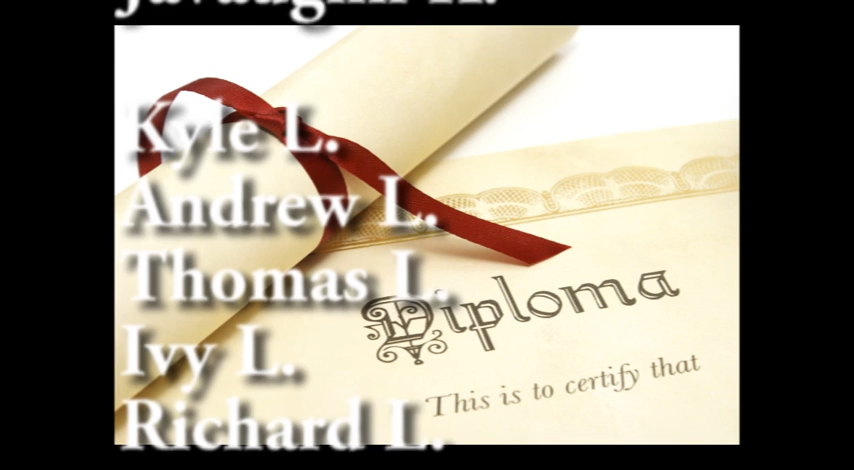 Kyle L.
Andrew L.
Thomas L.
Ivy L.
Richard L.
Diploma
This is to certify that